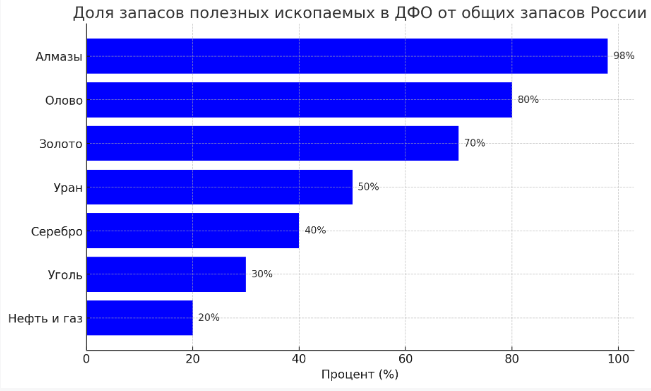 Доля запасов полезных ископаемых в ДФО от общих запасов России
Алмазы 98%
Олово 80%
Золото 70%
Уран 50%
Серебро 40%
Уголь 30%
Нефть и газ 20%
0 20 40 60 80 100
Процент (%)